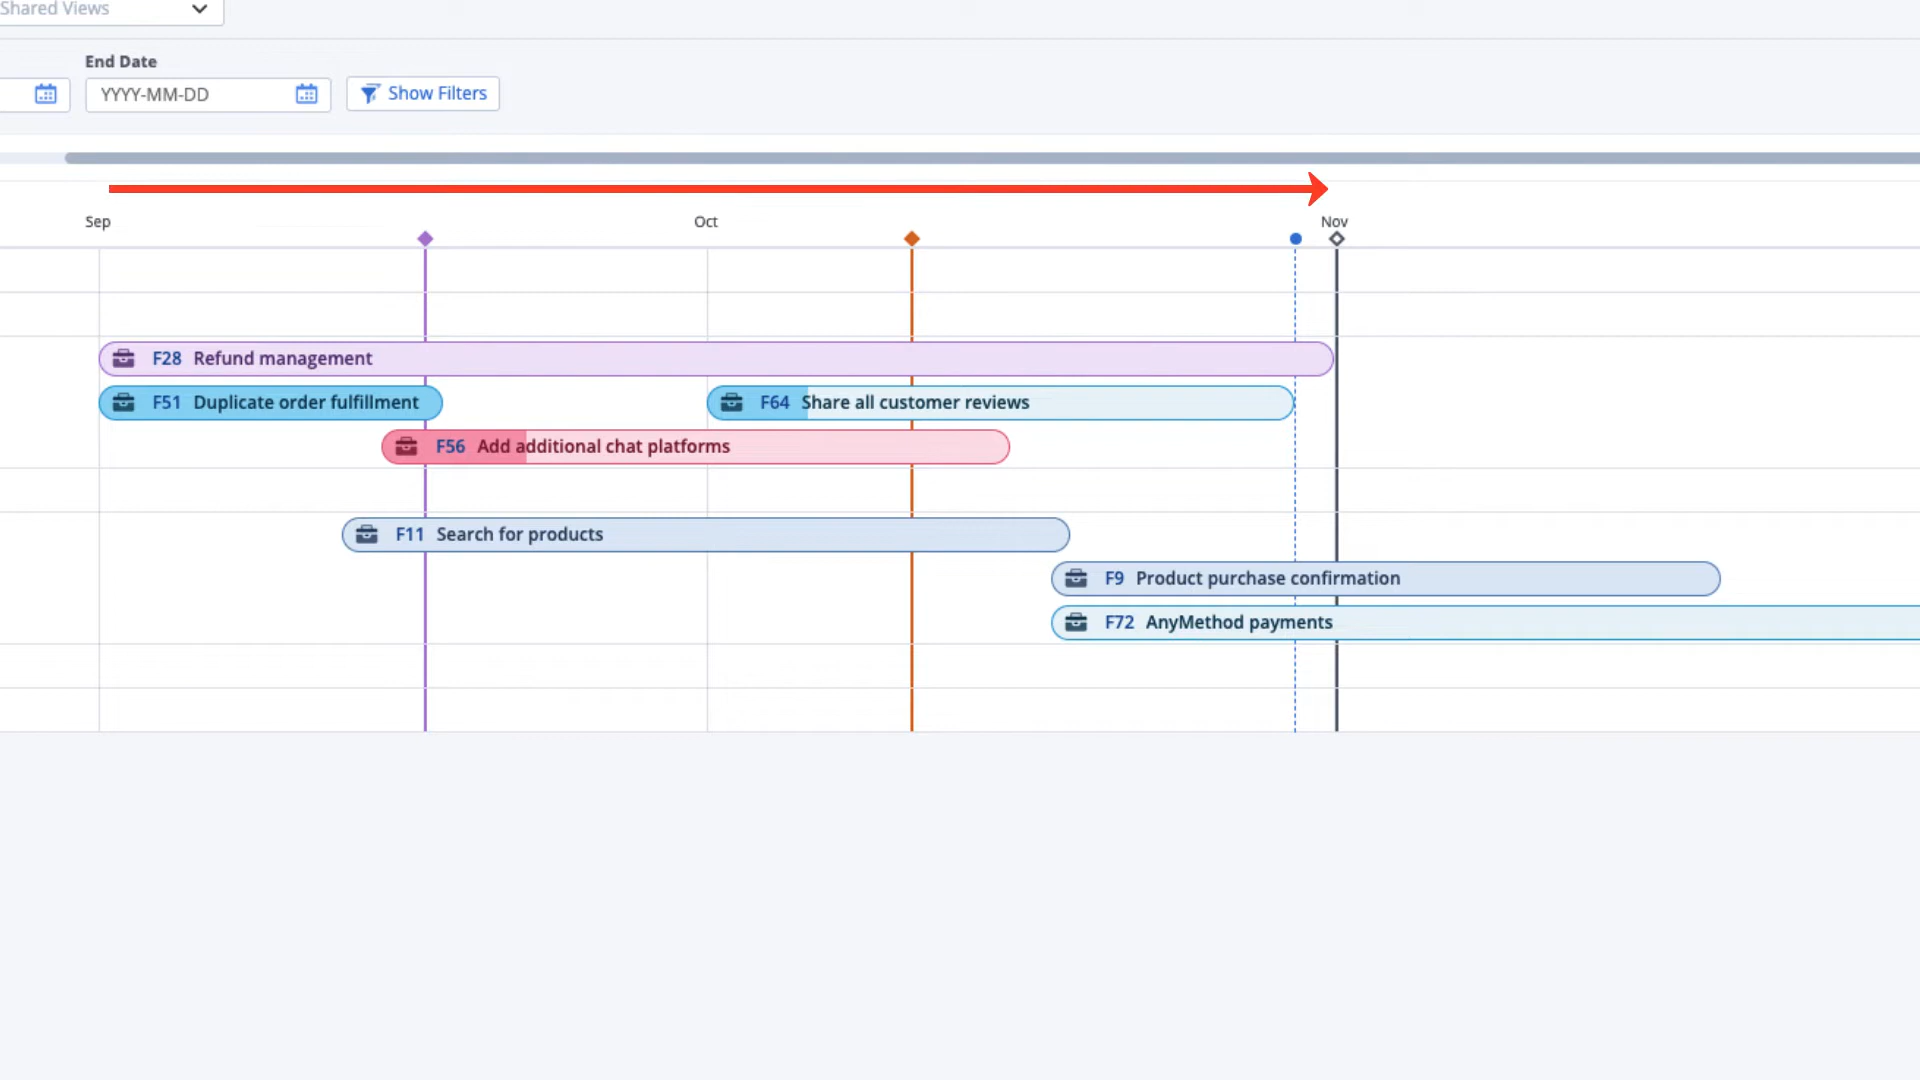 Shared Views
End Date
YYYY-MM-DD
Show Filters
Sep
Oct
Nov
F28 Refund management
F51 Duplicate order fulfillment
F64 Share all customer reviews
F56 Add additional chat platforms
F11 Search for products
F9 Product purchase confirmation
F72 AnyMethod payments